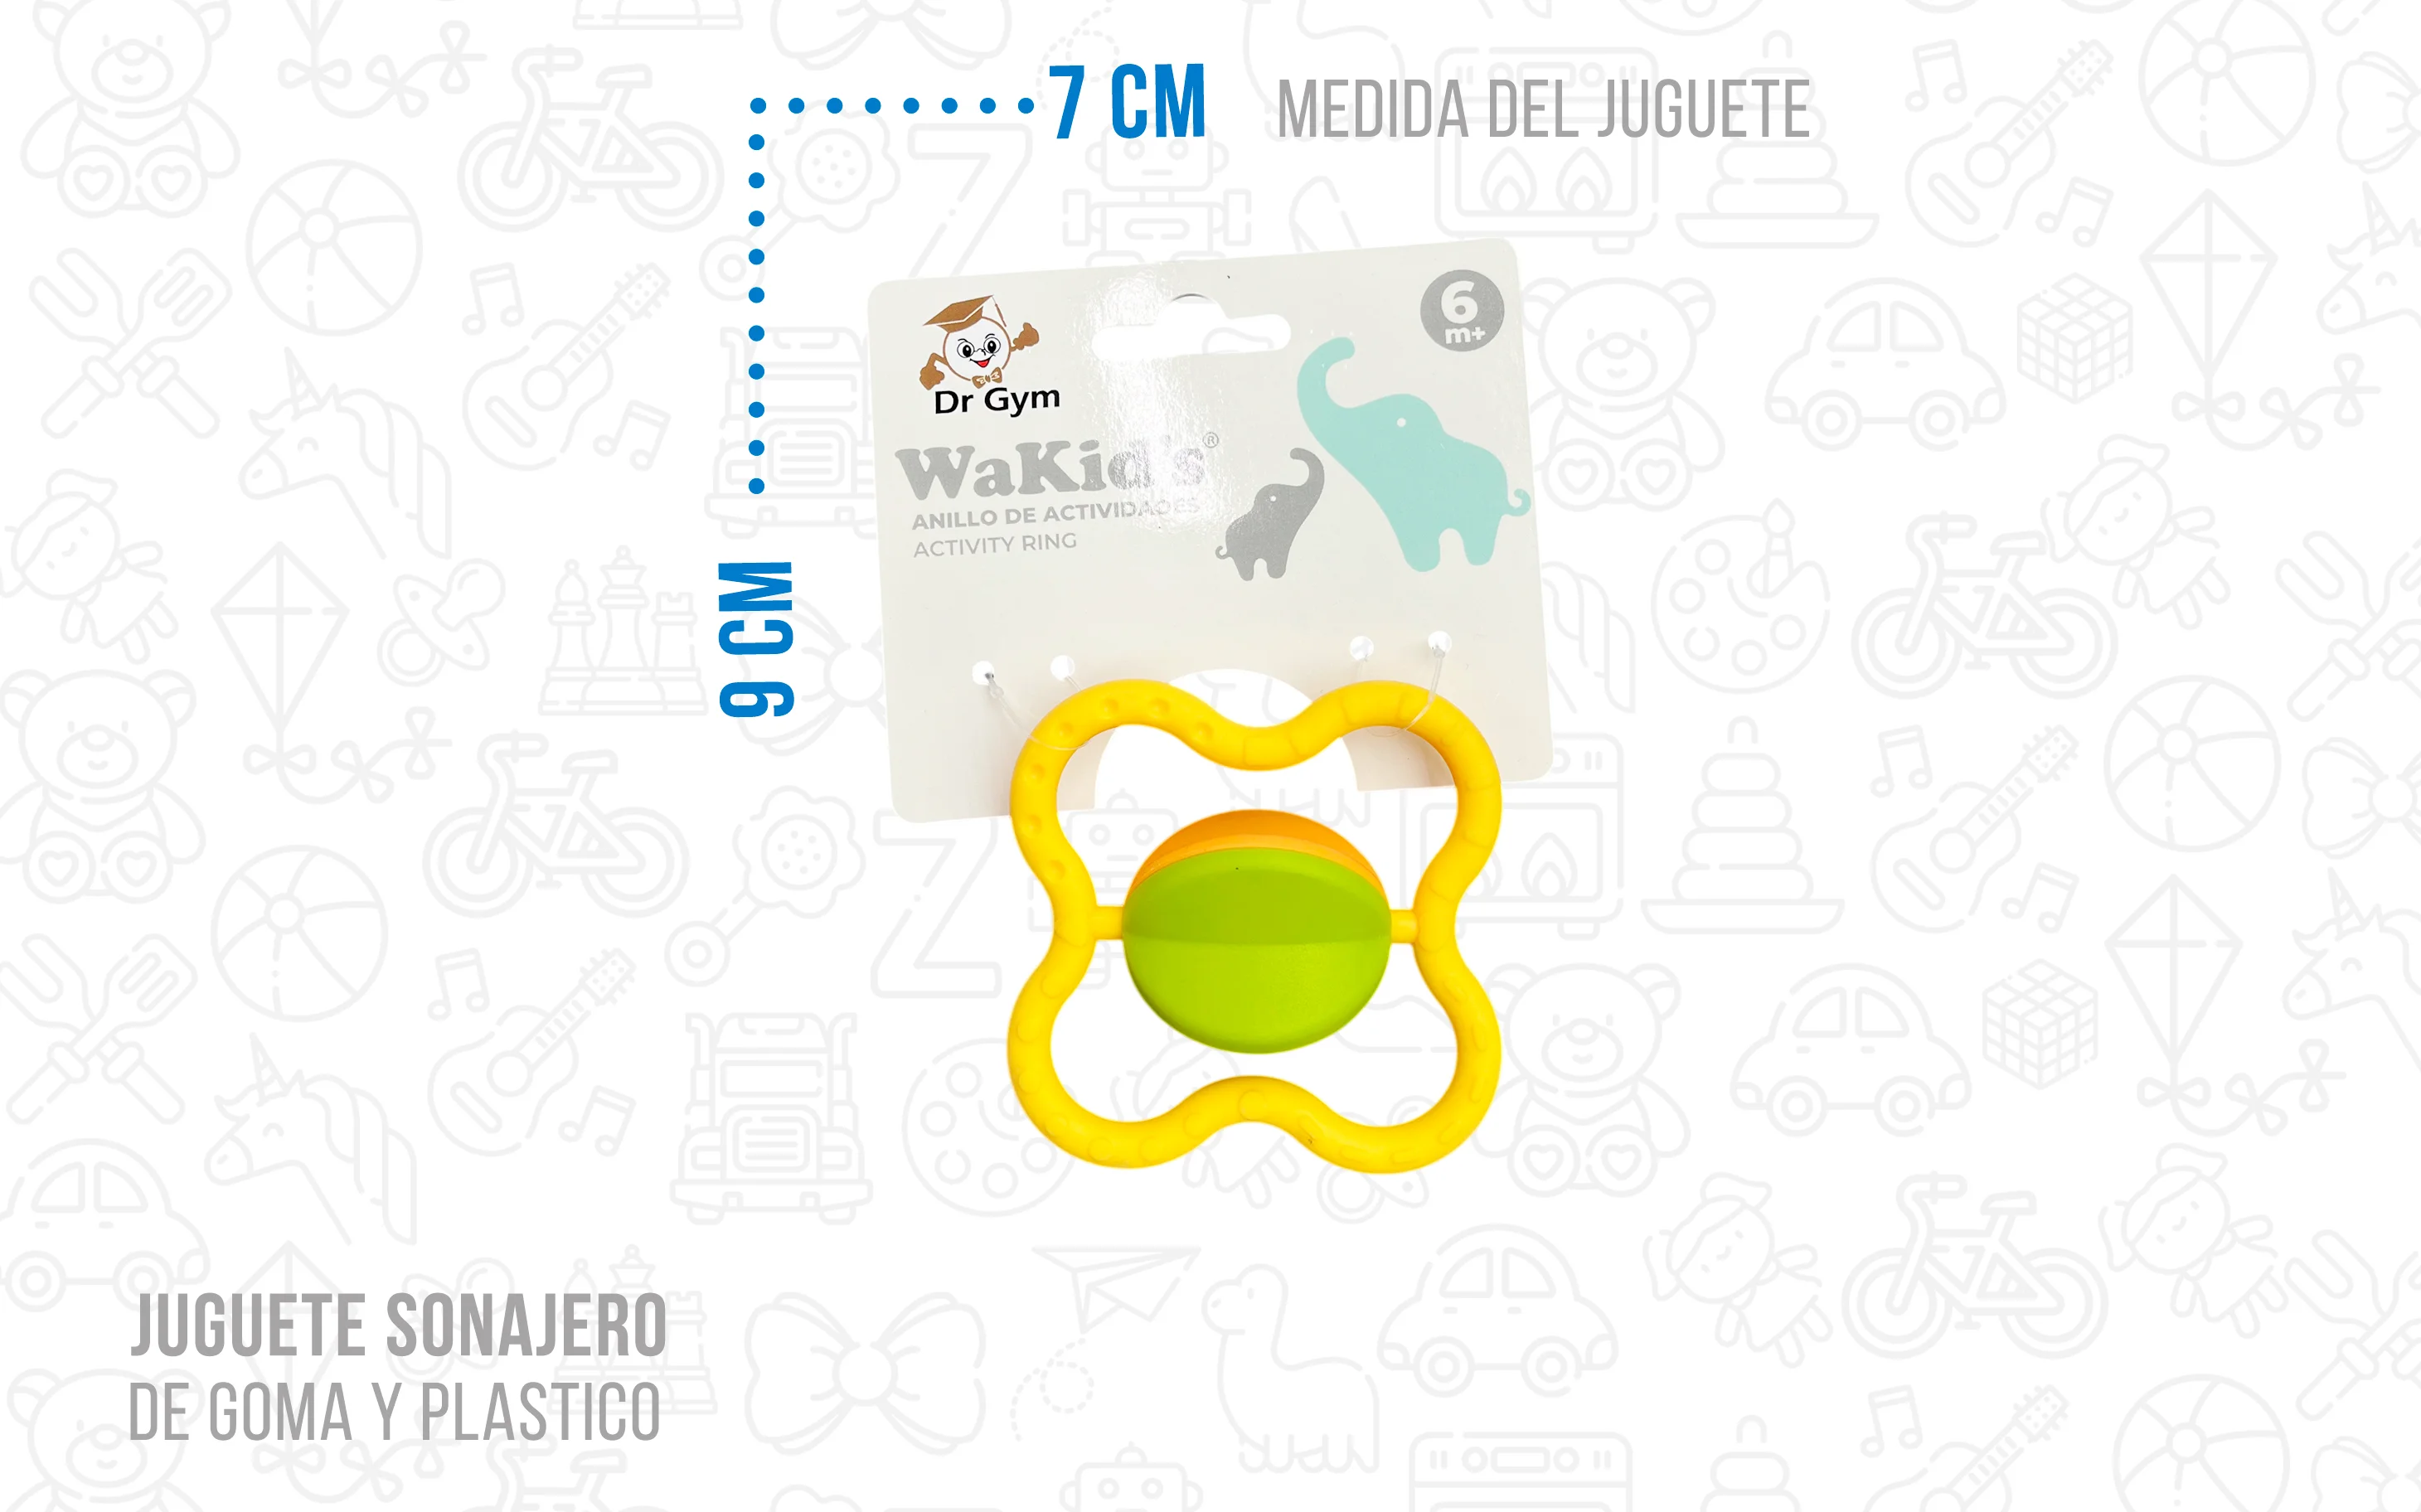 7 CM MEDIDA DEL JUGUETE
9 CM
6
m+
Dr Gym
WaKid's®
ANILLO DE ACTIVIDADES
ACTIVITY RING
JUGUETE SONAJERO
DE GOMA Y PLASTICO